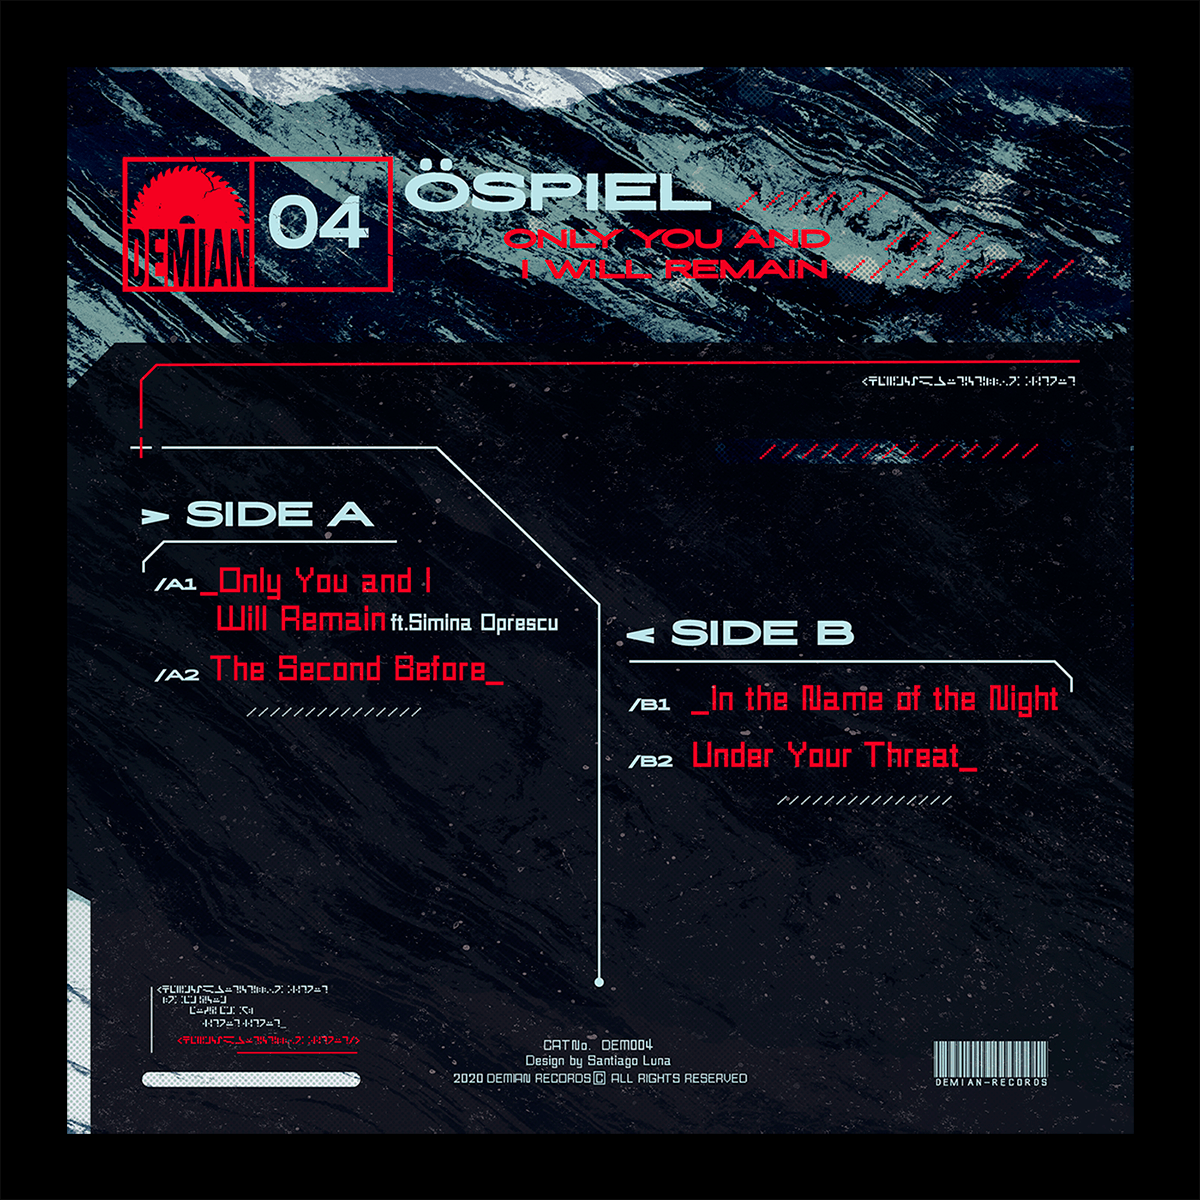 DEMIAN
04
ÖSPIEL
ONLY YOU AND
I WILL REMAIN
> SIDE A
/A1_Only You and I
Will Remain ft.Simina Oprescu
/A2 The Second Before_
< SIDE B
/B1 _In the Name of the Night
/B2 Under Your Threat_
CAT No. DEM004
Design by Santiago Luna
2020 DEMIAN RECORDS© ALL RIGHTS RESERVED
DEMIAN-RECORDS